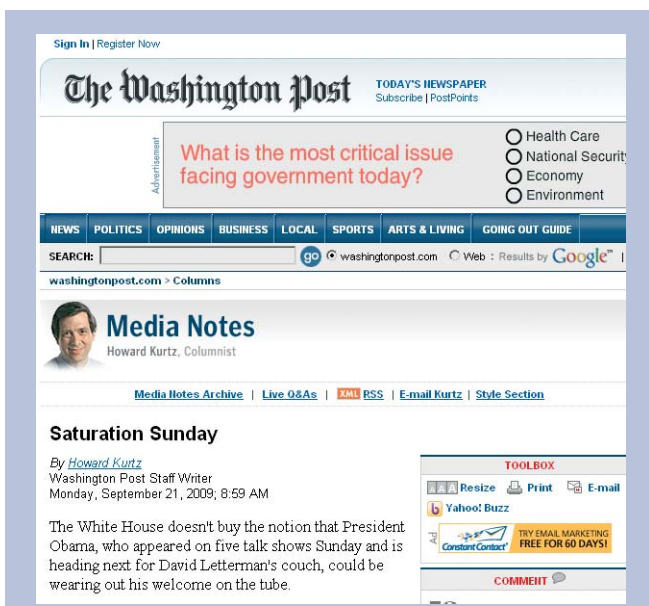 Sign In | Register Now
The Washington Post
TODAY'S NEWSPAPER
Subscribe | PostPoints
Advertisement
What is the most critical issue
facing government today?
Health Care
National Security
Economy
Environment
NEWS POLITICS OPINIONS BUSINESS LOCAL SPORTS ARTS & LIVING GOING OUT GUIDE
SEARCH: go washingtonpost.com Web : Results by Google™ |
washingtonpost.com > Columns
Media Notes
Howard Kurtz, Columnist
Media Notes Archive | Live Q&As | XML RSS | E-mail Kurtz | Style Section
Saturation Sunday
By Howard Kurtz
Washington Post Staff Writer
Monday, September 21, 2009; 8:59 AM
The White House doesn't buy the notion that President
Obama, who appeared on five talk shows Sunday and is
heading next for David Letterman's couch, could be
wearing out his welcome on the tube.
TOOLBOX
A A A Resize Print E-mail
b Yahoo! Buzz
Ad
Constant Contact® TRY EMAIL MARKETING
FREE FOR 60 DAYS!
COMMENT